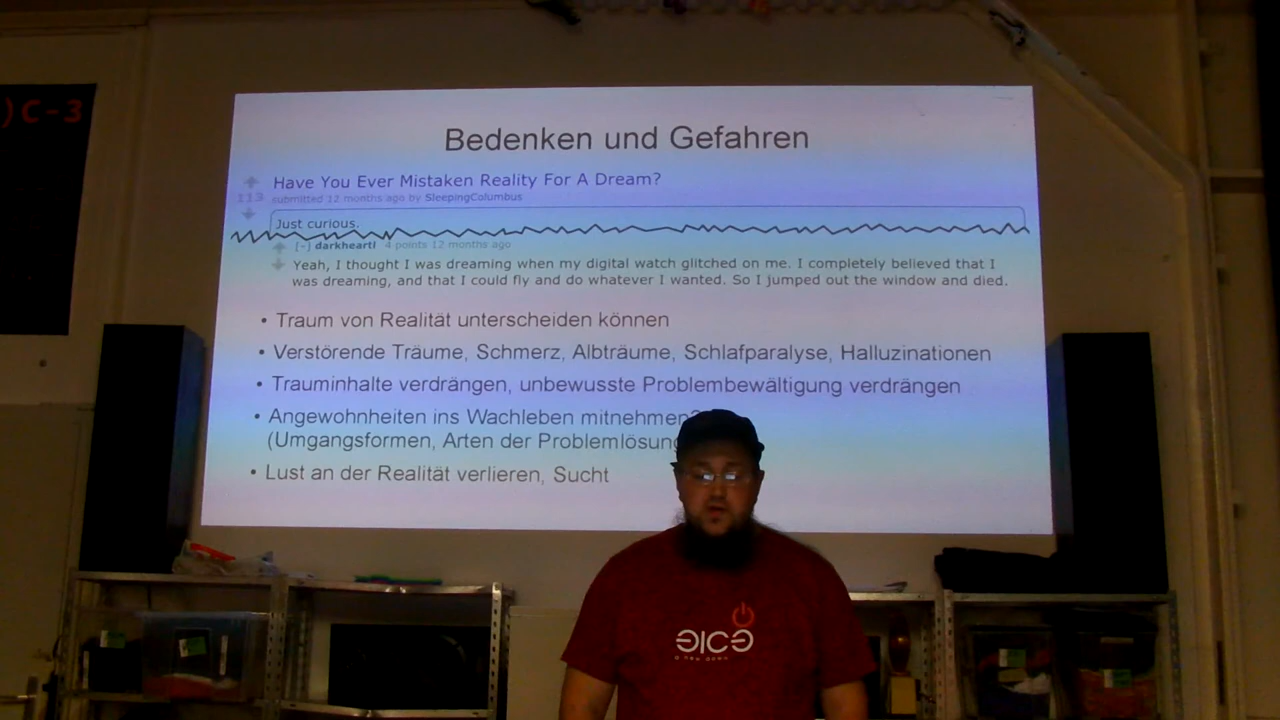 )C-3
Bedenken und Gefahren
Have You Ever Mistaken Reality For A Dream?
113
submitted 12 months ago by SleepingColumbus
Just curious.
[-] darkheartl 4 points 12 months ago
Yeah, I thought I was dreaming when my digital watch glitched on me. I completely believed that I
was dreaming, and that I could fly and do whatever I wanted. So I jumped out the window and died.
• Traum von Realität unterscheiden können
• Verstörende Träume, Schmerz, Albträume, Schlafparalyse, Halluzinationen
• Trauminhalte verdrängen, unbewusste Problembewältigung verdrängen
• Angewohnheiten ins Wachleben mitnehmen?
(Umgangsformen, Arten der Problemlösung
• Lust an der Realität verlieren, Sucht